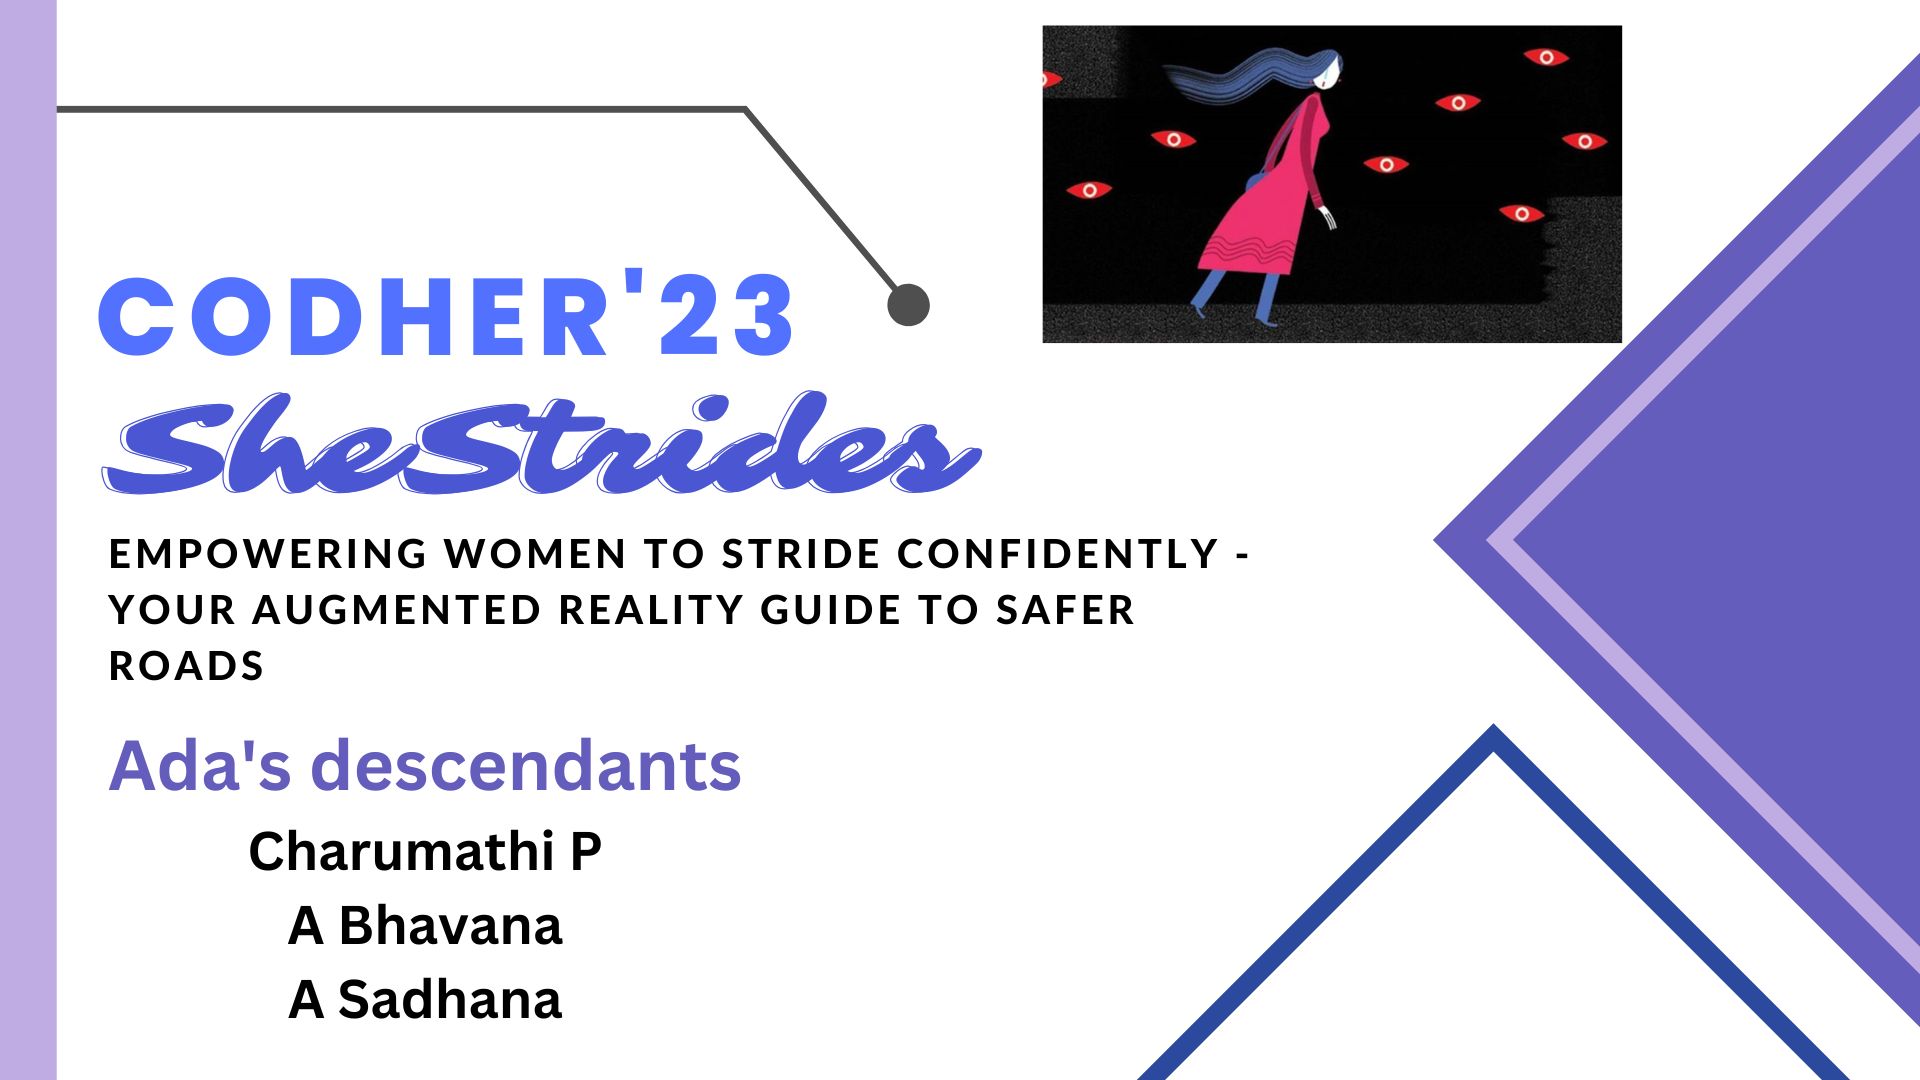 CODHER'23
SheStrides
EMPOWERING WOMEN TO STRIDE CONFIDENTLY -
YOUR AUGMENTED REALITY GUIDE TO SAFER
ROADS
Ada's descendants
Charumathi P
A Bhavana
A Sadhana